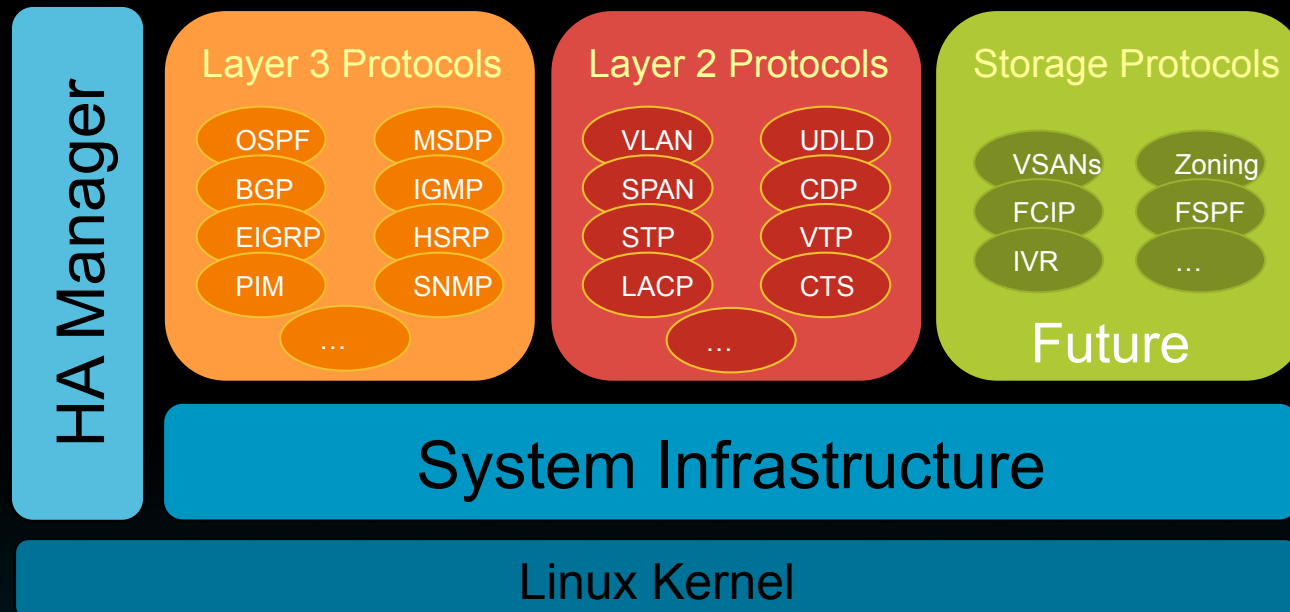 HA Manager
Layer 3 Protocols
OSPF
BGP
EIGRP
PIM
MSDP
IGMP
HSRP
SNMP
…
Layer 2 Protocols
VLAN
SPAN
STP
LACP
UDLD
CDP
VTP
CTS
…
Storage Protocols
VSANs
FCIP
IVR
Zoning
FSPF
…
Future
System Infrastructure
Linux Kernel